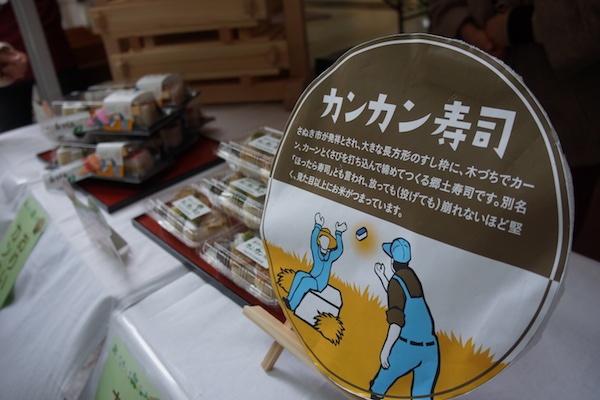 カンカン寿司
さぬき市が発祥とされ、大きな長方形のすし枠に、木づちでカー
ン、カーンとくさびを打ち込んで締めてつくる郷土寿司です。別名
「ほったら寿司」とも言われ、放っても(投げても)崩れないほど堅
く、見た目以上にお米がつまっています。